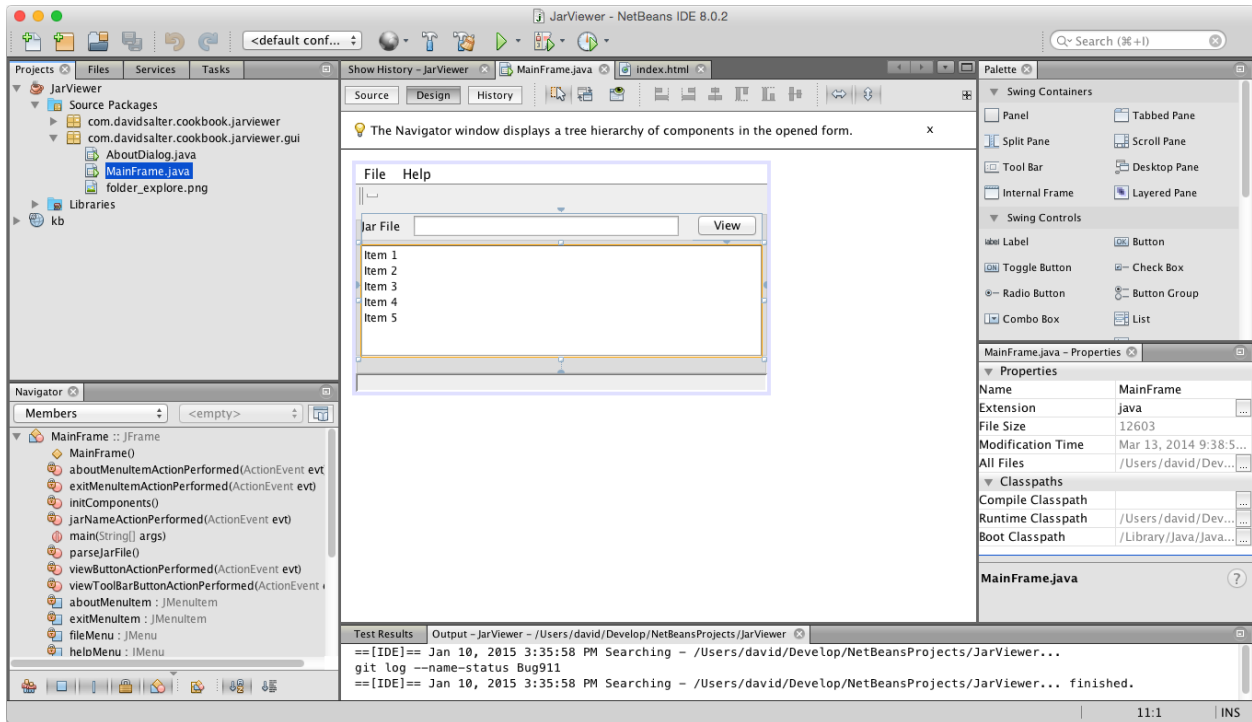 JarViewer - NetBeans IDE 8.0.2
<default conf...
Search (⌘+I)
Projects Files Services Tasks
JarViewer
Source Packages
com.davidsalter.cookbook.jarviewer
com.davidsalter.cookbook.jarviewer.gui
AboutDialog.java
MainFrame.java
folder_explore.png
Libraries
kb
Navigator
Members <empty>
MainFrame :: JFrame
MainFrame()
aboutMenuItemActionPerformed(ActionEvent evt
exitMenuItemActionPerformed(ActionEvent evt)
initComponents()
jarNameActionPerformed(ActionEvent evt)
main(String[] args)
parseJarFile()
viewButtonActionPerformed(ActionEvent evt)
viewToolBarButtonActionPerformed(ActionEvent
aboutMenuItem : JMenuItem
exitMenuItem : JMenuItem
fileMenu : JMenu
helpMenu : JMenu
Show History - JarViewer MainFrame.java index.html
Source Design History
The Navigator window displays a tree hierarchy of components in the opened form. x
File Help
Jar File View
Item 1
Item 2
Item 3
Item 4
Item 5
Test Results Output - JarViewer - /Users/david/Develop/NetBeansProjects/JarViewer
==[IDE]== Jan 10, 2015 3:35:58 PM Searching - /Users/david/Develop/NetBeansProjects/JarViewer...
git log --name-status Bug911
==[IDE]== Jan 10, 2015 3:35:58 PM Searching - /Users/david/Develop/NetBeansProjects/JarViewer... finished.
Palette
Swing Containers
Panel Tabbed Pane
Split Pane Scroll Pane
Tool Bar Desktop Pane
Internal Frame Layered Pane
Swing Controls
label Label OK Button
ON Toggle Button Check Box
Radio Button Button Group
Combo Box List
MainFrame.java - Properties
Properties
Name MainFrame
Extension java ...
File Size 12603
Modification Time Mar 13, 2014 9:38:5...
All Files /Users/david/Dev... ...
Classpaths
Compile Classpath ...
Runtime Classpath /Users/david/Dev... ...
Boot Classpath /Library/Java/Java... ...
MainFrame.java ?
11:1 INS